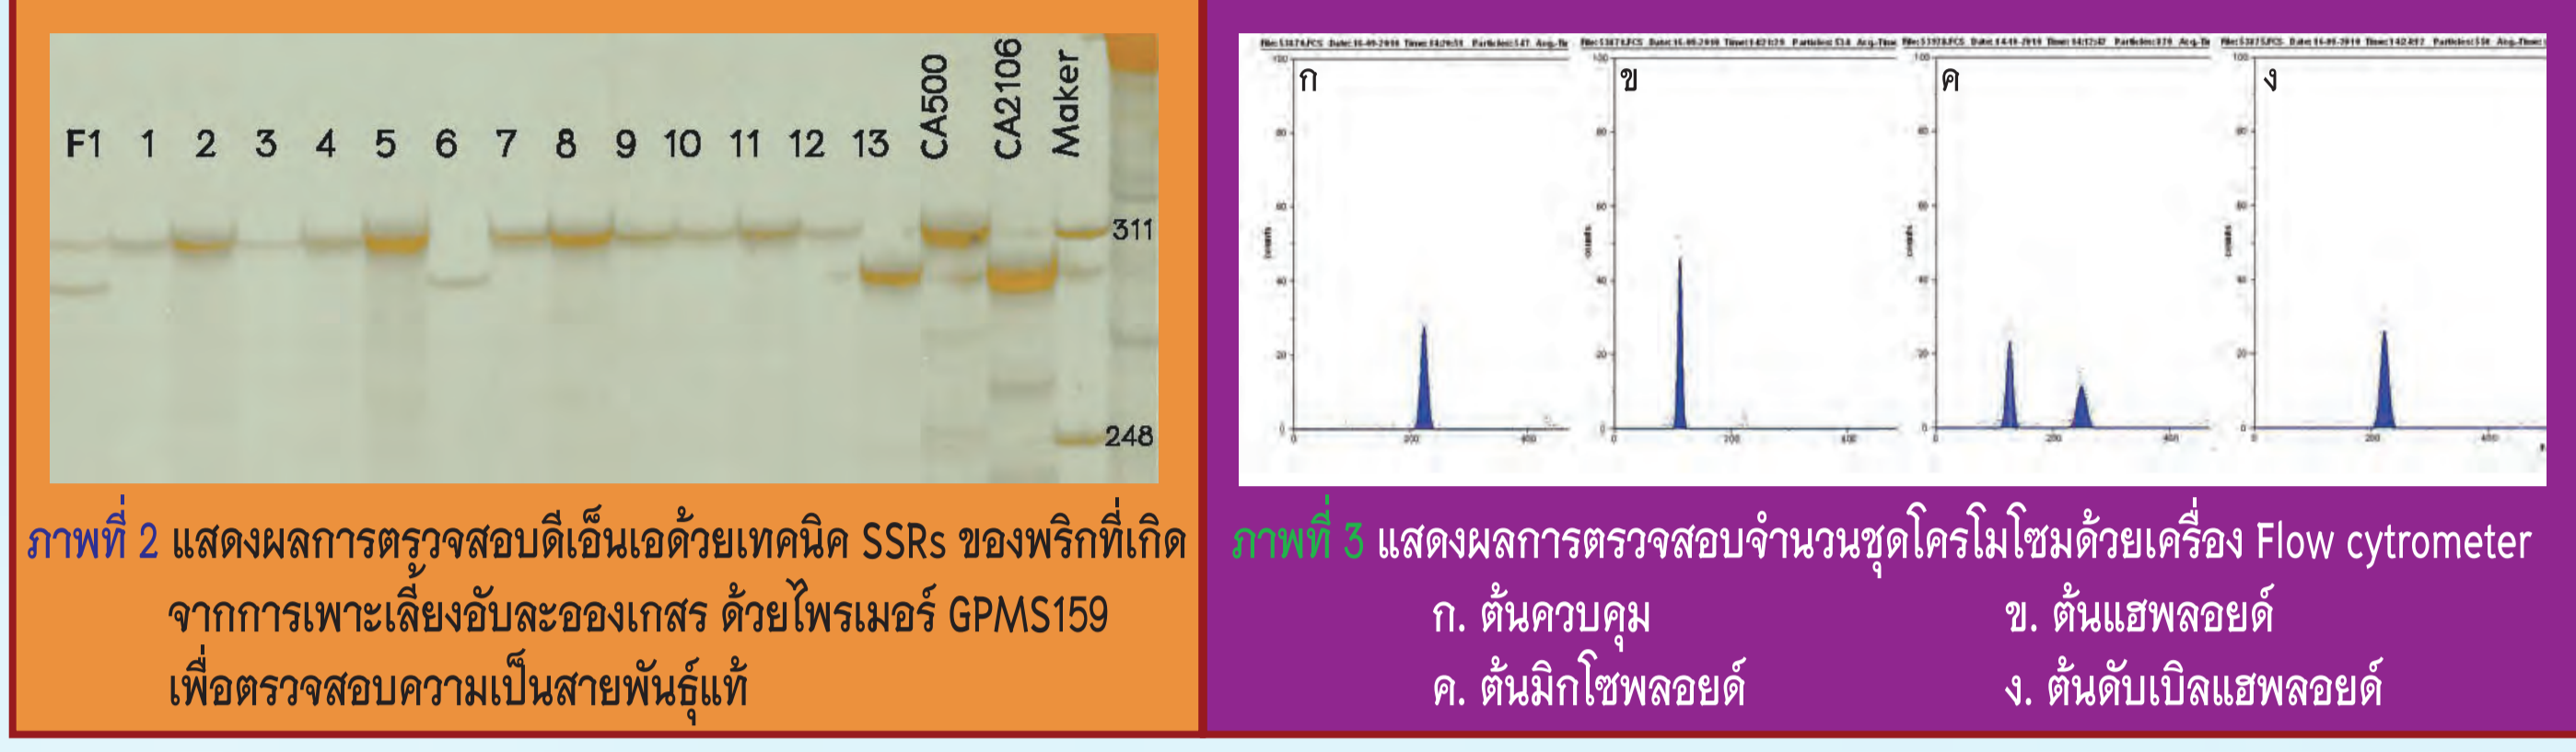 F1 1 2 3 4 5 6 7 8 9 10 11 12 13 CA500 CA2106 Maker
311
248
ภาพที่ 2 แสดงผลการตรวจสอบดีเอ็นเอด้วยเทคนิค SSRs ของพริกที่เกิด
จากการเพาะเลี้ยงอับละอองเกสร ด้วยไพรเมอร์ GPMS159
เพื่อตรวจสอบความเป็นสายพันธุ์แท้
ก ข ค ง
ภาพที่ 3 แสดงผลการตรวจสอบจำนวนชุดโครโมโซมด้วยเครื่อง Flow cytrometer
ก. ต้นควบคุม ข. ต้นแฮพลอยด์
ค. ต้นมิกโซพลอยด์ ง. ต้นดับเบิลแฮพลอยด์